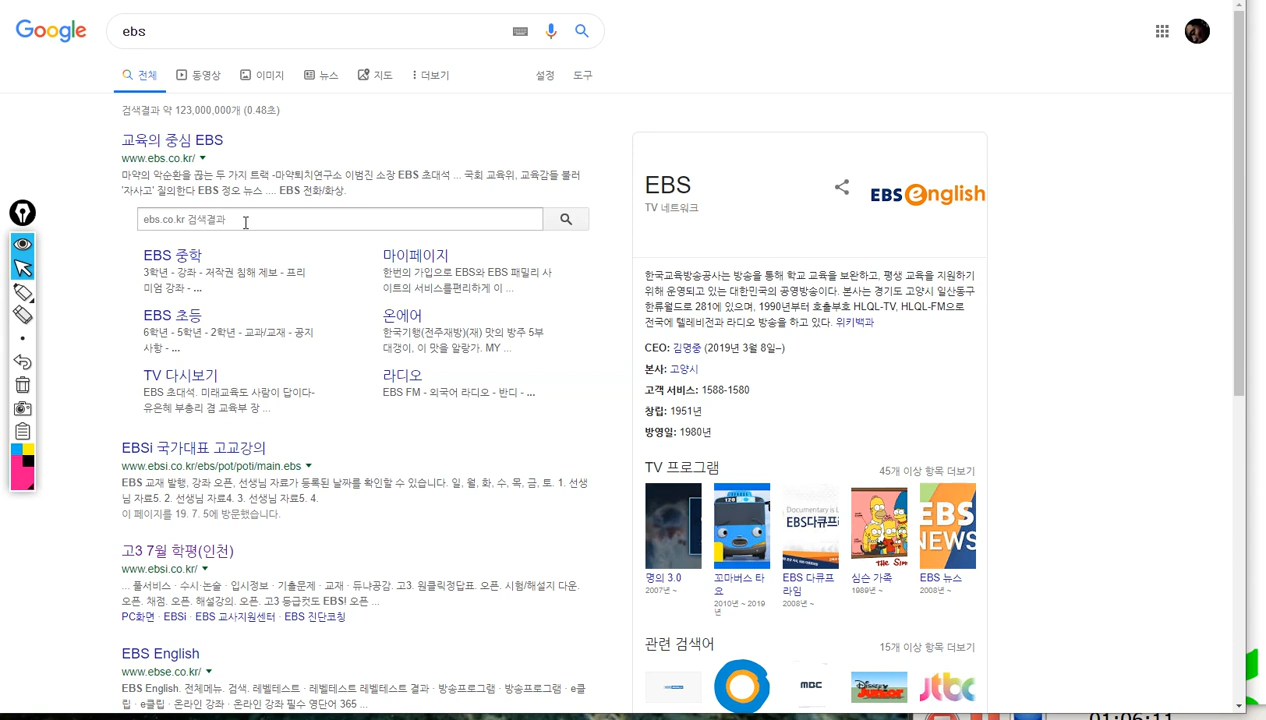 Google
ebs
전체
동영상
이미지
뉴스
지도
더보기
설정
도구
검색결과 약 123,000,000개 (0.48초)
교육의 중심 EBS
www.ebs.co.kr/
마약의 악순환을 끊는 두 가지 트랙 -마약퇴치연구소 이범진 소장 EBS 초대석 ... 국회 교육위, 교육감들 불러
'자사고' 질의한다 EBS 정오 뉴스 .... EBS 전화/화상.
ebs.co.kr 검색결과
EBS 중학
3학년 - 강좌 - 저작권 침해 제보 - 프리
미엄 강좌 - ...
마이페이지
한번의 가입으로 EBS와 EBS 패밀리 사
이트의 서비스를편리하게 이 ...
EBS 초등
6학년 - 5학년 - 2학년 - 교과/교재 - 공지
사항 - ...
온에어
한국기행(전주재방)(재) 맛의 방주 5부
대갱이, 이 맛을 알랑가. MY ...
TV 다시보기
EBS 초대석. 미래교육도 사람이 답이다-
유은혜 부총리 겸 교육부 장 ...
라디오
EBS FM - 외국어 라디오 - 반디 - ...
EBSi 국가대표 고교강의
www.ebsi.co.kr/ebs/pot/poti/main.ebs
EBS 교재 발행, 강좌 오픈, 선생님 자료가 등록된 날짜를 확인할 수 있습니다. 일, 월, 화, 수, 목, 금, 토. 1. 선생
님 자료5. 2. 선생님 자료4. 3. 선생님 자료5. 4.
이 페이지를 19. 7. 5에 방문했습니다.
고3 7월 학평(인천)
www.ebsi.co.kr/
... 풀서비스 · 수시·논술 · 입시정보 · 기출문제 · 교재 · 듀냐공감. 고3. 원클릭정답표. 오픈. 시험/해설지 다운.
오픈. 채점. 오픈. 해설강의. 오픈. 고3 등급컷도 EBS! 오픈 ...
PC화면 · EBSi · EBS 교사지원센터 · EBS 진단코칭
EBS English
www.ebse.co.kr/
EBS English. 전체메뉴. 검색. 레벨테스트 · 레벨테스트 레벨테스트 결과 · 방송프로그램 · 방송프로그램 · e클
립 · e클립 · 온라인 강좌 · 온라인 강좌 필수 영단어 365 ...
EBS
TV 네트워크
EBS english
한국교육방송공사는 방송을 통해 학교 교육을 보완하고, 평생 교육을 지원하기
위해 운영되고 있는 대한민국의 공영방송이다. 본사는 경기도 고양시 일산동구
한류월드로 281에 있으며, 1990년부터 호출부호 HLQL-TV, HLQL-FM으로
전국에 텔레비전과 라디오 방송을 하고 있다. 위키백과
CEO: 김명중 (2019년 3월 8일–)
본사: 고양시
고객 서비스: 1588-1580
창립: 1951년
방영일: 1980년
TV 프로그램
45개 이상 항목 더보기
126
EBS다큐프라
EBS
NEWS
명의 3.0
2007년 ~
꼬마버스 타
요
2010년 ~ 2019
년
EBS 다큐프
라임
2008년 ~
심슨 가족
1989년 ~
EBS 뉴스
2008년 ~
관련 검색어
15개 이상 항목 더보기
MBC
Disney Junior
jtbc
01:06:11